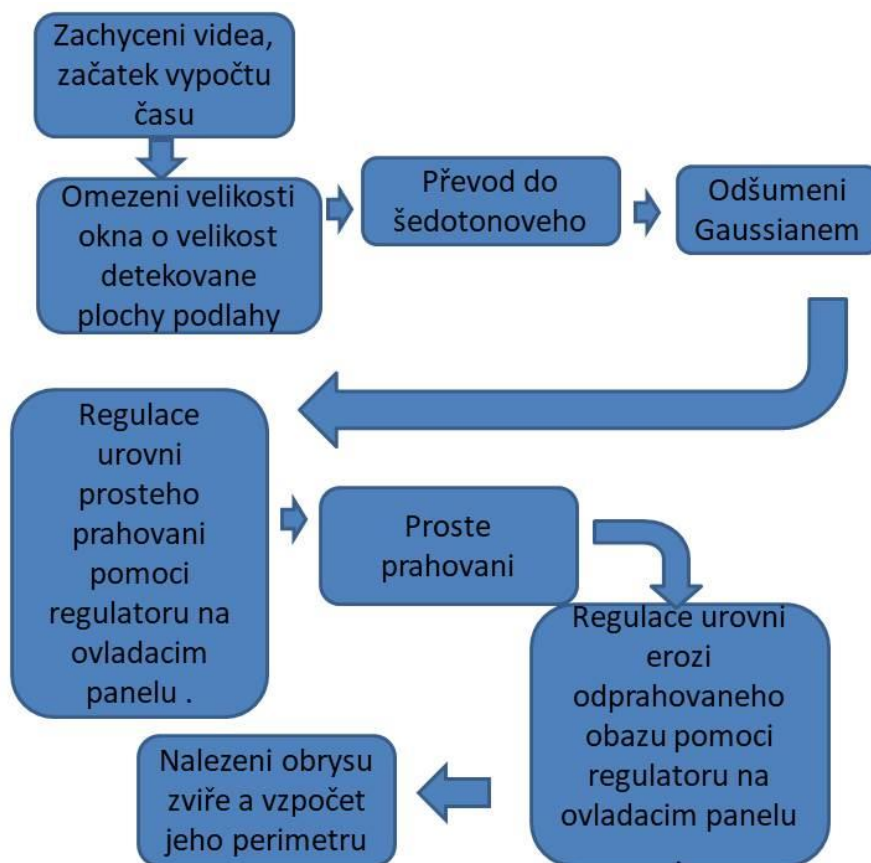 Zachyceni videa,
začatek vypočtu
času
Omezeni velikosti
okna o velikost
detekovane
plochy podlahy
Převod do
šedotonoveho
Odšumeni
Gaussianem
Regulace
urovni
prosteho
prahovani
pomoci
regulatoru na
ovladacim
panelu .
Proste
prahovani
Regulace urovni
erozi
odprahovaneho
obazu pomoci
regulatoru na
ovladacim panelu
.
Nalezeni obrysu
zviře a vzpočet
jeho perimetru